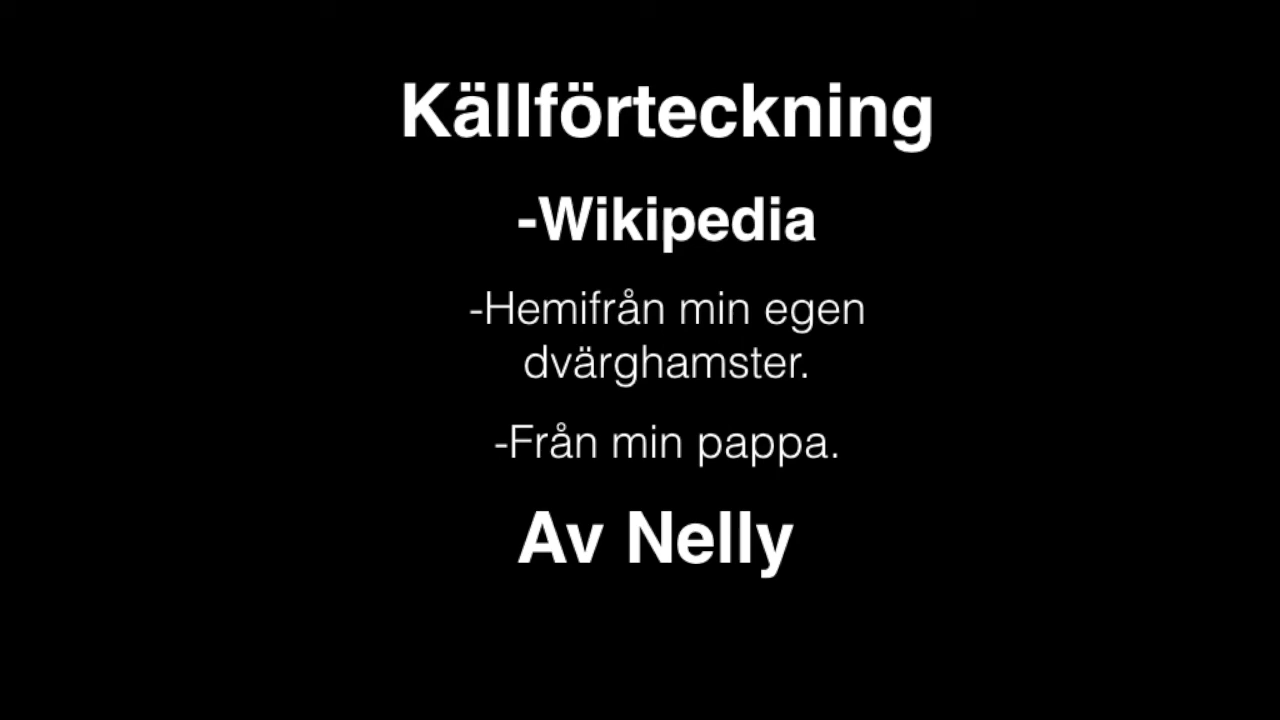 Källförteckning
-Wikipedia
-Hemifrån min egen
dvärghamster.
-Från min pappa.
Av Nelly